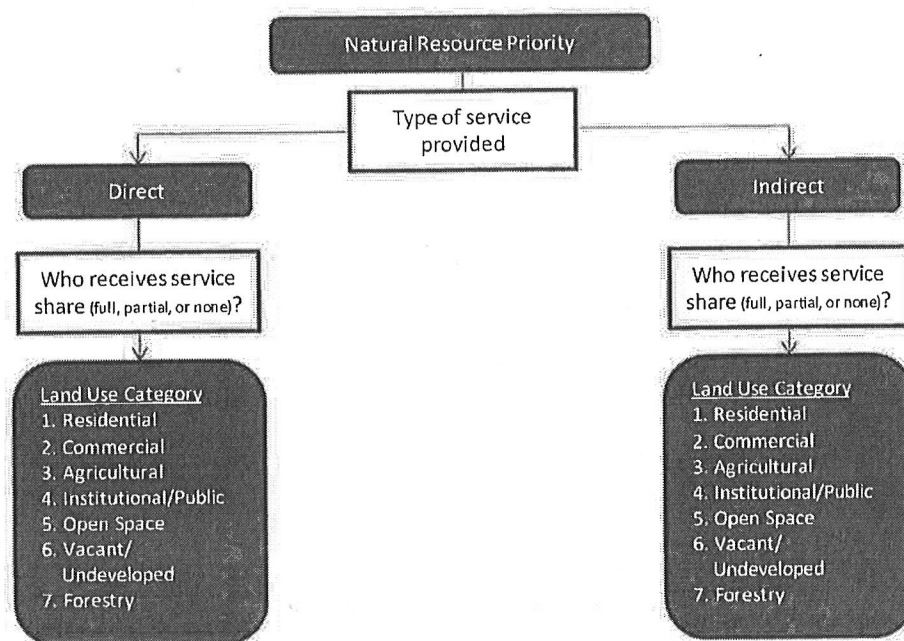 Natural Resource Priority
Type of service
provided
Direct
Indirect
Who receives service
share (full, partial, or none)?
Who receives service
share (full, partial, or none)?
Land Use Category
1. Residential
2. Commercial
3. Agricultural
4. Institutional/Public
5. Open Space
6. Vacant/
Undeveloped
7. Forestry
Land Use Category
1. Residential
2. Commercial
3. Agricultural
4. Institutional/Public
5. Open Space
6. Vacant/
Undeveloped
7. Forestry